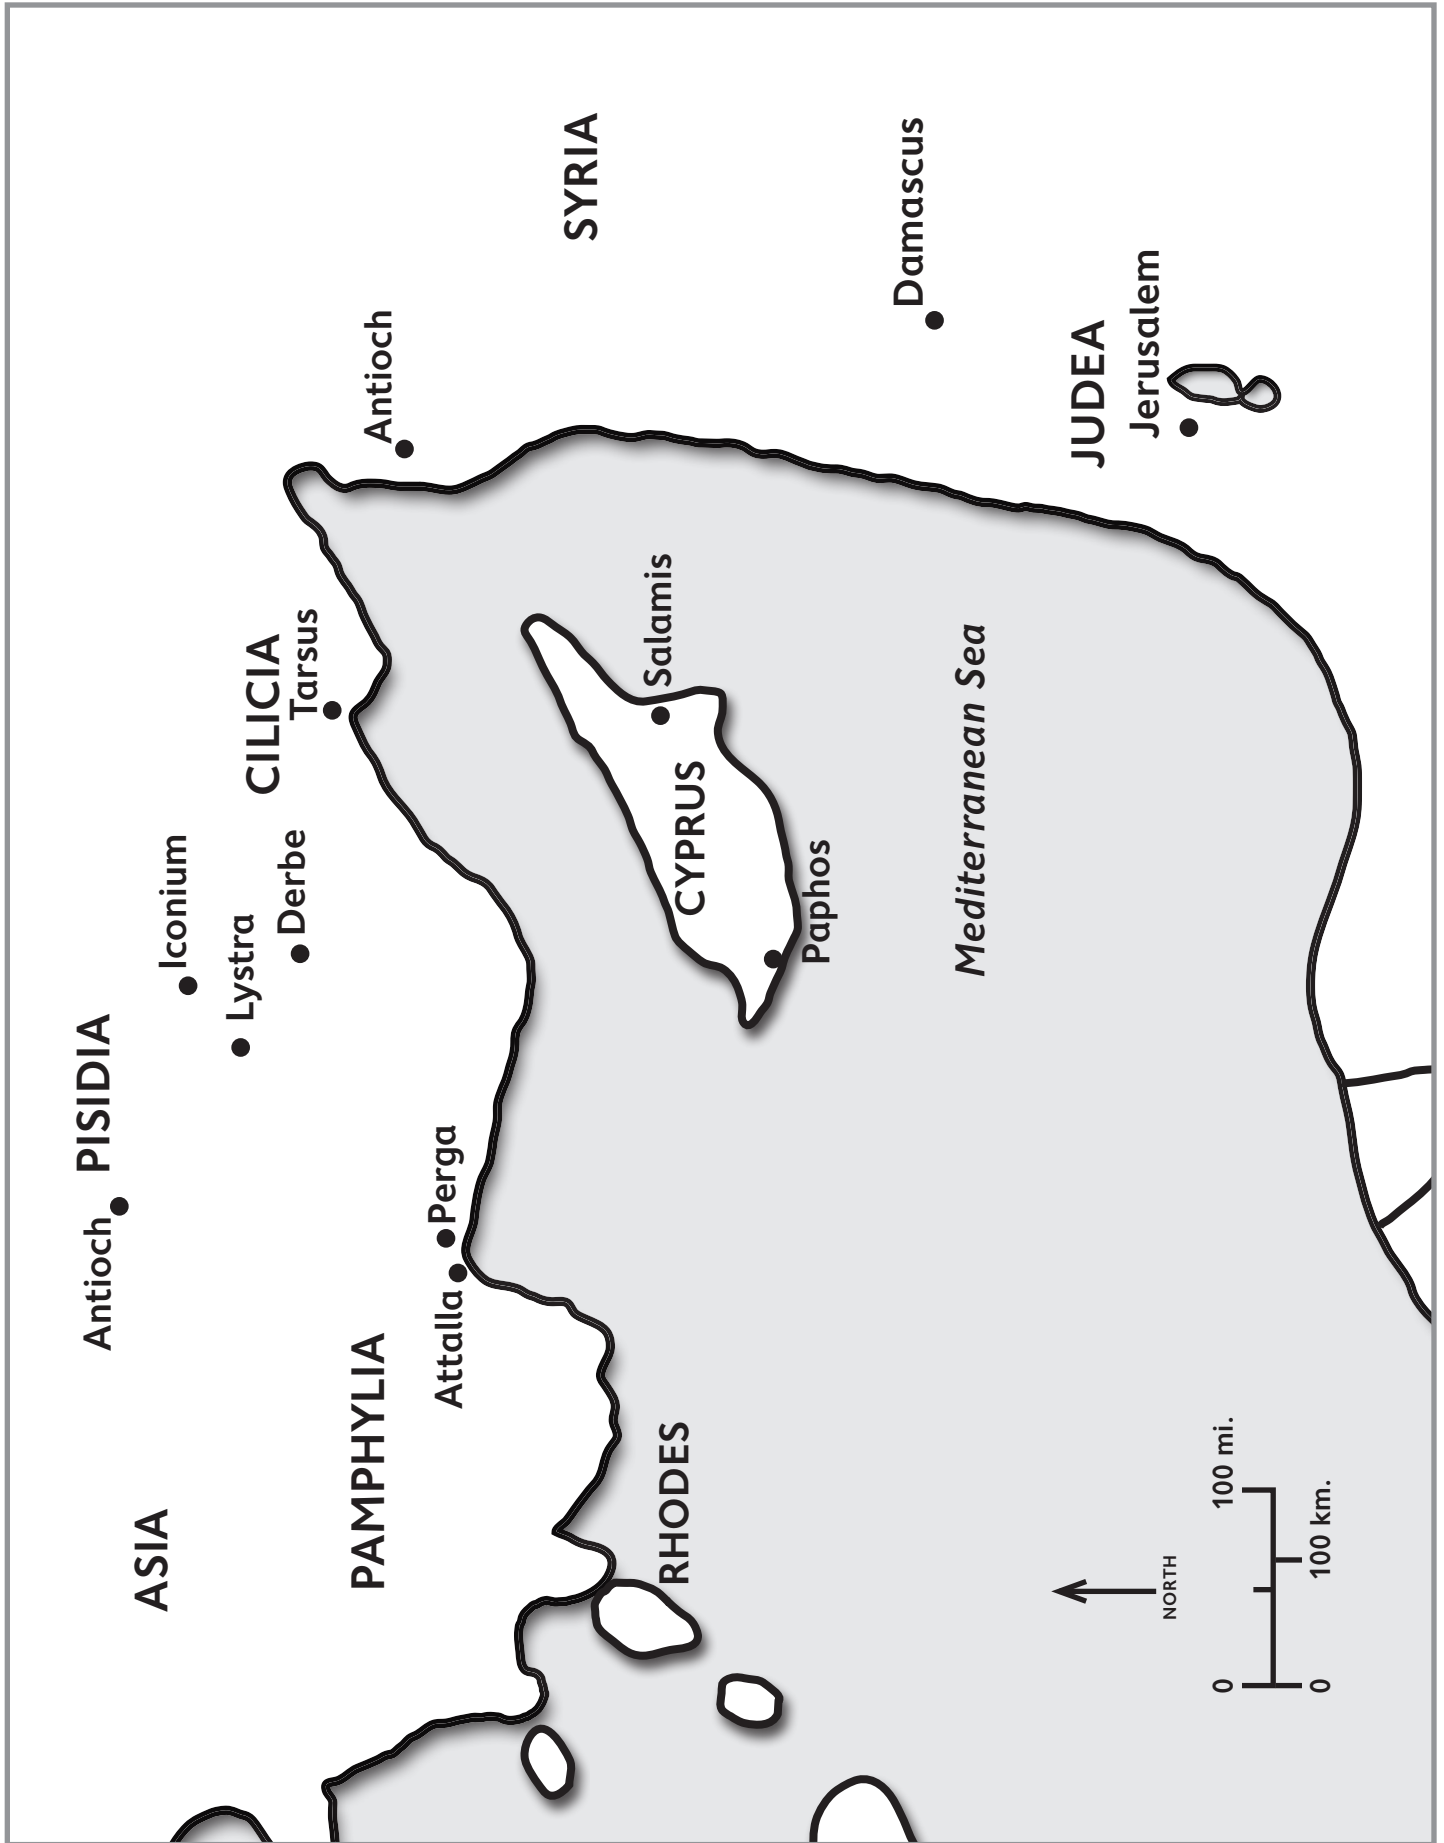 PISIDIA
Antioch
Iconium
ASIA
Lystra
CILICIA
Derbe
Tarsus
PAMPHYLIA
Antioch
Attalla
Perga
SYRIA
Salamis
RHODES
CYPRUS
Paphos
Damascus
Mediterranean Sea
JUDEA
Jerusalem
NORTH
0
100 mi.
0
100 km.